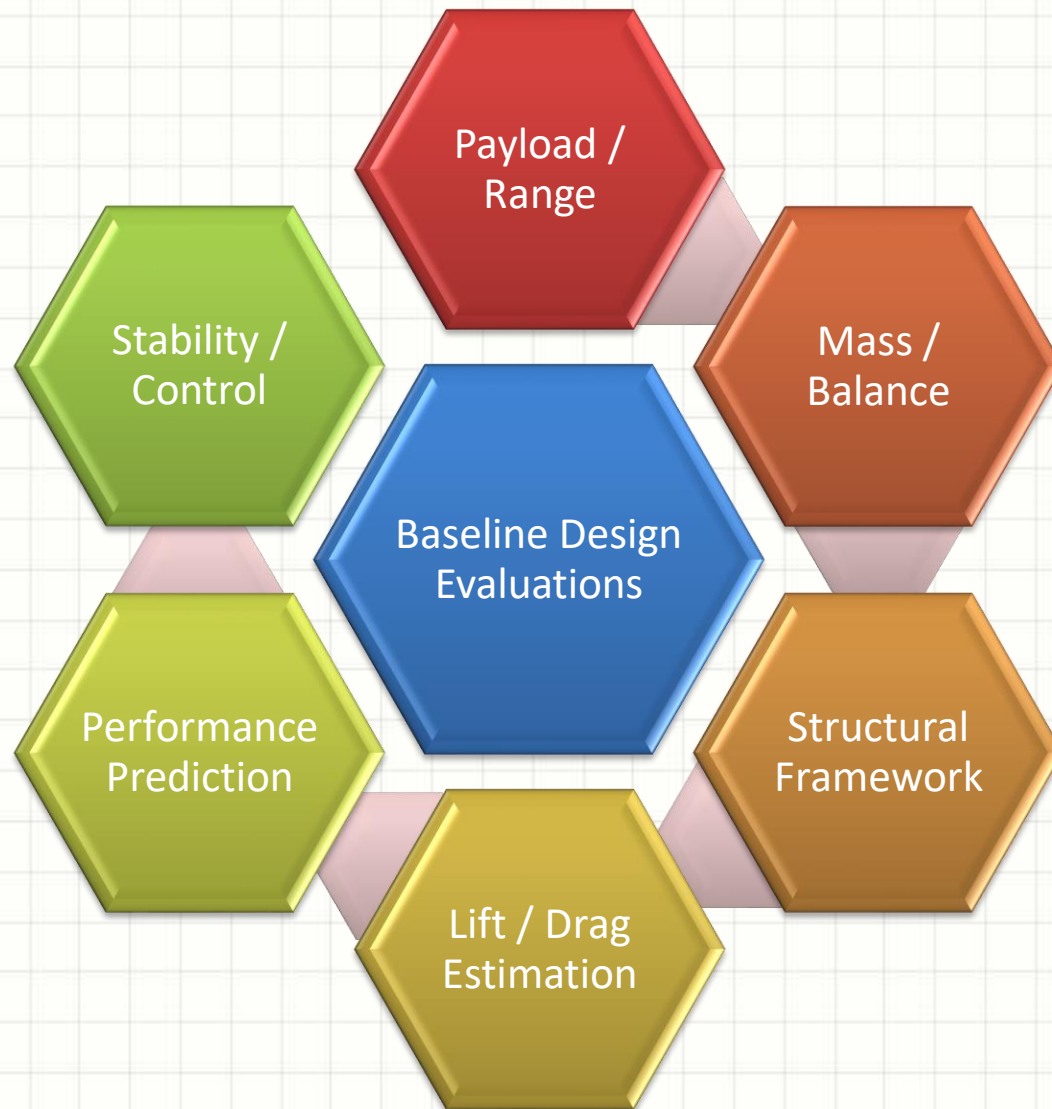 Payload /
Range
Stability /
Control
Mass /
Balance
Baseline Design
Evaluations
Performance
Prediction
Structural
Framework
Lift / Drag
Estimation